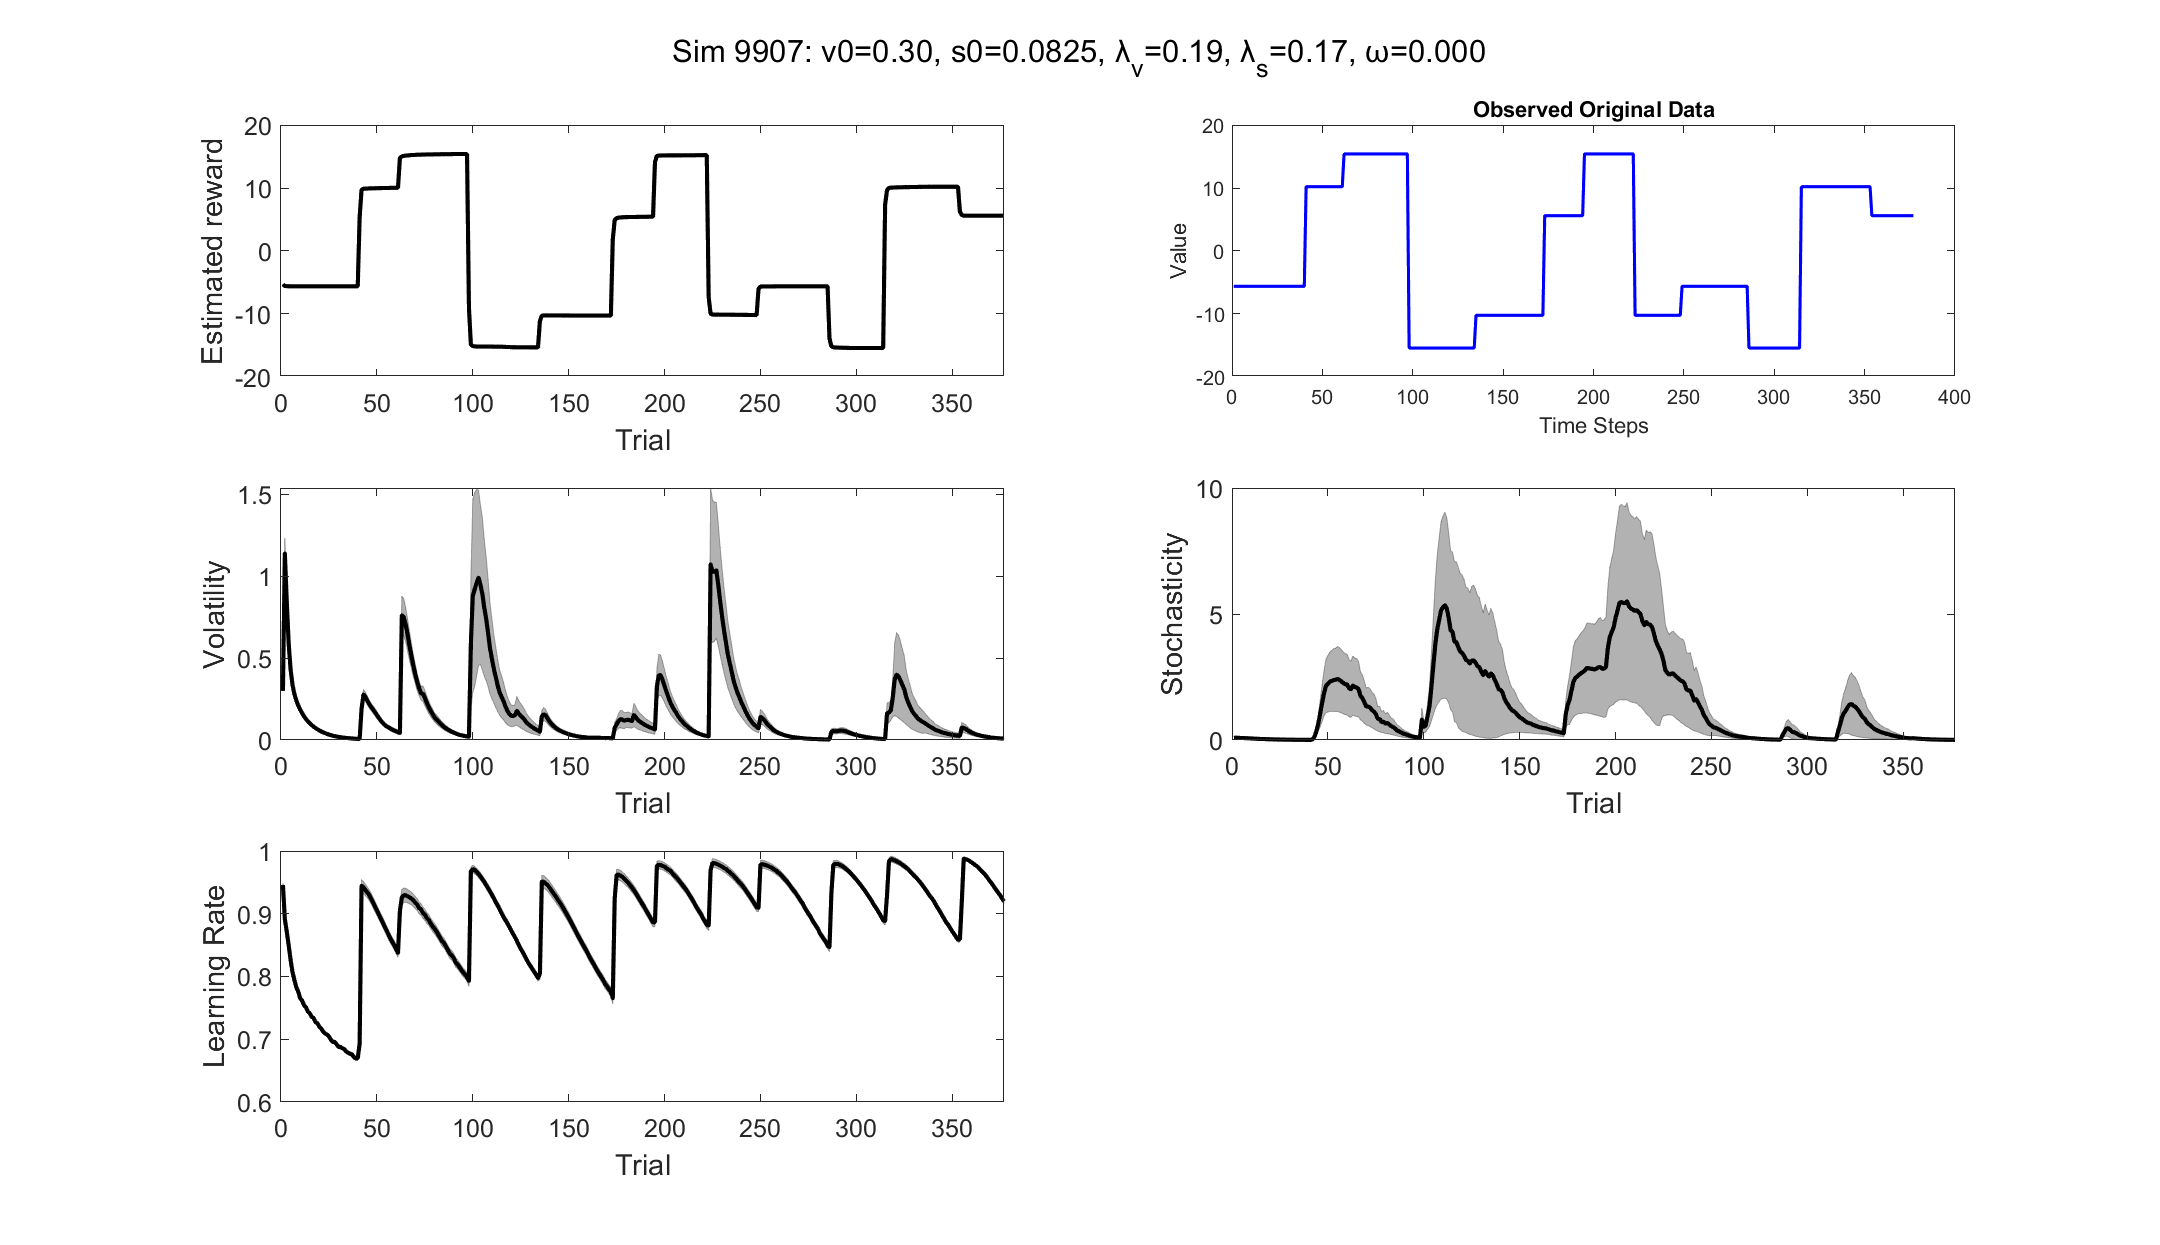 Sim 9907: v0=0.30, s0=0.0825, λ_v=0.19, λ_s=0.17, ω=0.000
Estimated reward
20
10
0
-10
-20
0 50 100 150 200 250 300 350
Trial
Observed Original Data
Value
20
10
0
-10
-20
0 50 100 150 200 250 300 350 400
Time Steps
Volatility
1.5
1
0.5
0
0 50 100 150 200 250 300 350
Trial
Stochasticity
10
5
0
0 50 100 150 200 250 300 350
Trial
Learning Rate
1
0.9
0.8
0.7
0.6
0 50 100 150 200 250 300 350
Trial